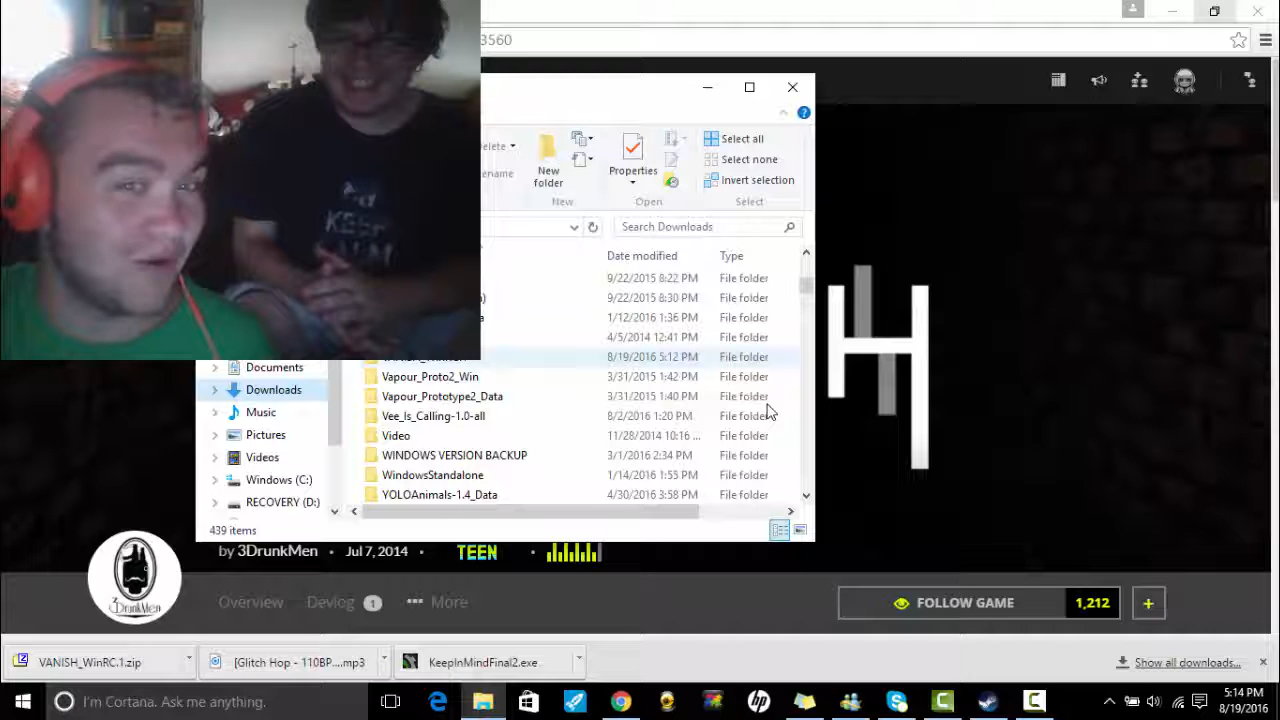 3560
KEEP
elete
New folder
ename
Properties
Select all
Select none
Invert selection
New
Open
Select
Search Downloads
Date modified Type
9/22/2015 8:22 PM File folder
9/22/2015 8:30 PM File folder
1/12/2016 1:36 PM File folder
4/5/2014 12:41 PM File folder
8/19/2016 5:12 PM File folder
Vapour_Proto2_Win 3/31/2015 1:42 PM File folder
Vapour_Prototype2_Data 3/31/2015 1:40 PM File folder
Vee_Is_Calling-1.0-all 8/2/2016 1:20 PM File folder
Video 11/28/2014 10:16 ... File folder
WINDOWS VERSION BACKUP 3/1/2016 2:34 PM File folder
WindowsStandalone 1/14/2016 1:55 PM File folder
YOLOAnimals-1.4_Data 4/30/2016 3:58 PM File folder
Documents
Downloads
Music
Pictures
Videos
Windows (C:)
RECOVERY (D:)
439 items
H
by 3DrunkMen · Jul 7, 2014 · TEEN ·
3DrunkMen
Overview Devlog 1 ··· More
FOLLOW GAME 1,212 +
VANISH_WinRC.1.zip
[Glitch Hop - 110BP....mp3
KeepInMindFinal2.exe
Show all downloads...
I'm Cortana. Ask me anything.
5:14 PM
8/19/2016